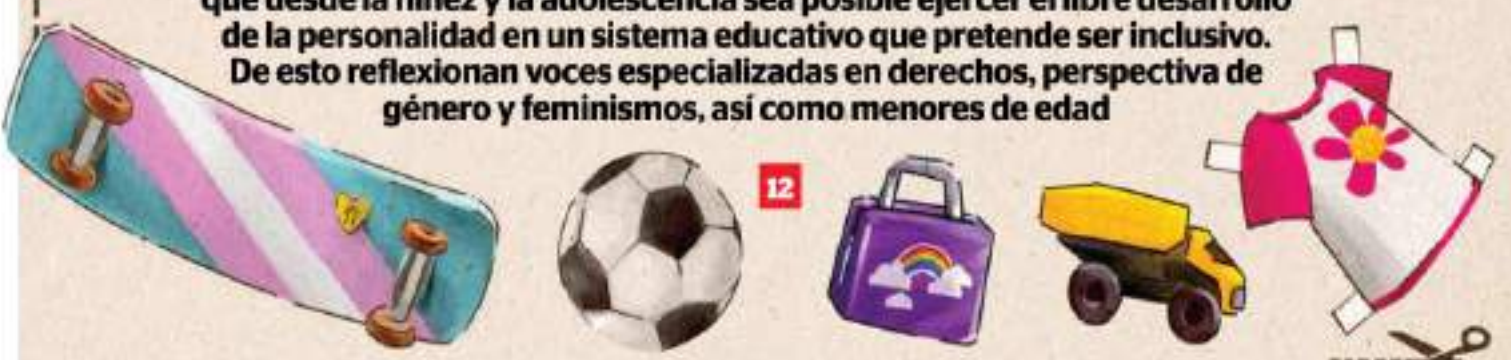 que desde la niñez y la adolescencia sea posible ejercer el libre desarrollo
de la personalidad en un sistema educativo que pretende ser inclusivo.
De esto reflexionan voces especializadas en derechos, perspectiva de
género y feminismos, así como menores de edad
12